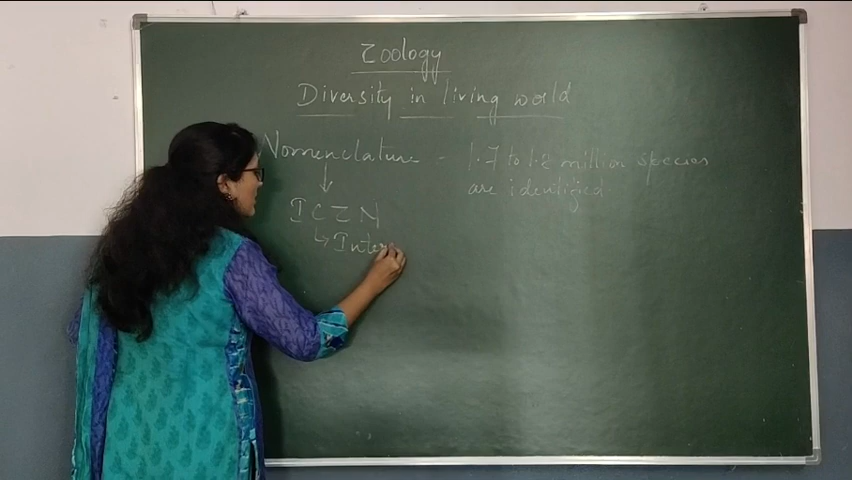 Zoology
Diversity in living world
Nomenclature - 1.7 to 1.8 million species
are identified
↓
ICZN
↳ Inter